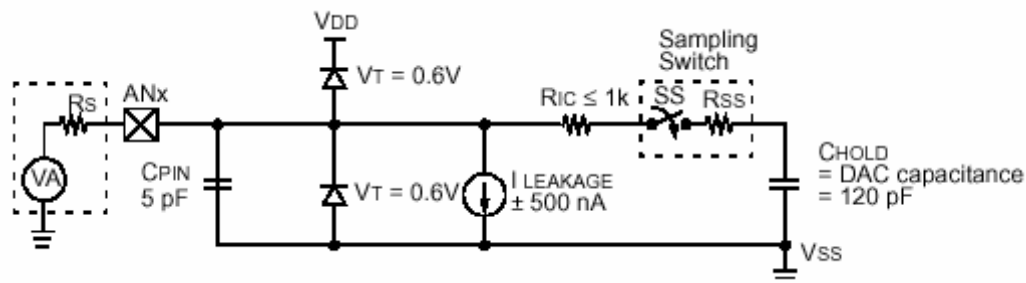 VDD
Sampling
Switch
VT = 0.6V
RS
ANx
RIC ≤ 1k
SS
RSS
VA
CPIN
5 pF
VT = 0.6V
I LEAKAGE
± 500 nA
CHOLD
= DAC capacitance
= 120 pF
VSS